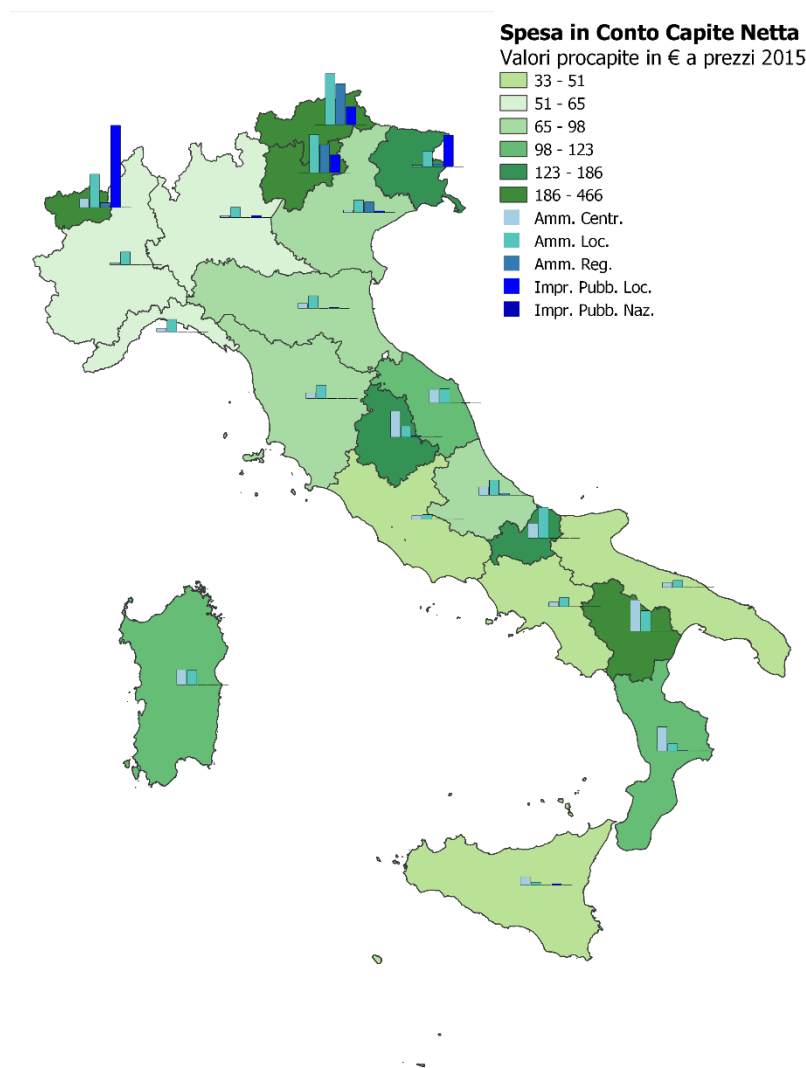 Spesa in Conto Capite Netta
Valori procapite in € a prezzi 2015
33 - 51
51 - 65
65 - 98
98 - 123
123 - 186
186 - 466
Amm. Centr.
Amm. Loc.
Amm. Reg.
Impr. Pubb. Loc.
Impr. Pubb. Naz.